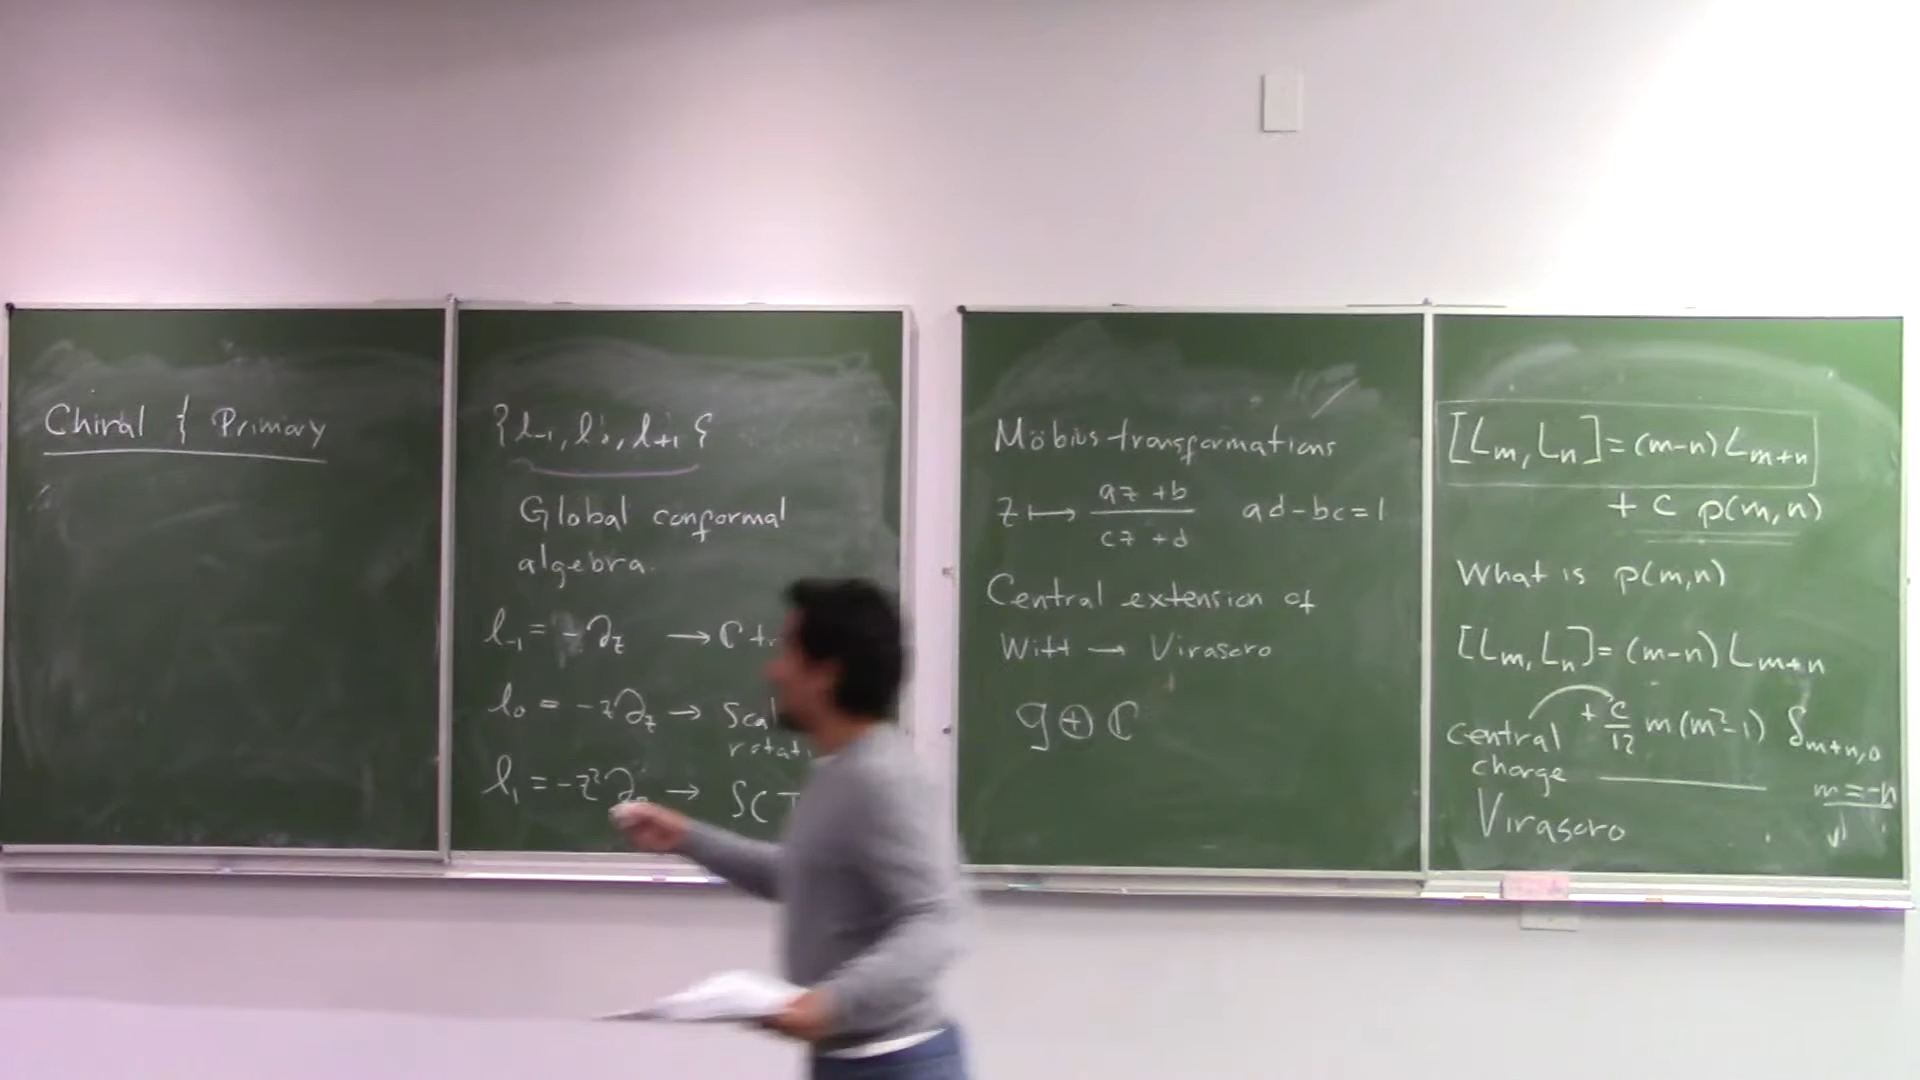 Chiral { Primary
{l₋₁, l₀, l₊₁}
Global conformal
algebra.
l₋₁ = -∂z → C
l₀ = -z∂z →
l₁ = -z²∂z → SCT
Möbius transformations
z ↦ (az + b)/(cz + d) ad-bc=1
Central extension of
Witt → Virasoro
g ⊕ C
[Lm, Ln] = (m-n) Lm+n
+ c p(m,n)
What is p(m,n)
[Lm, Ln] = (m-n) Lm+n
+ c/12 m(m²-1) δm+n,0
central
charge
m = -n
Virasoro